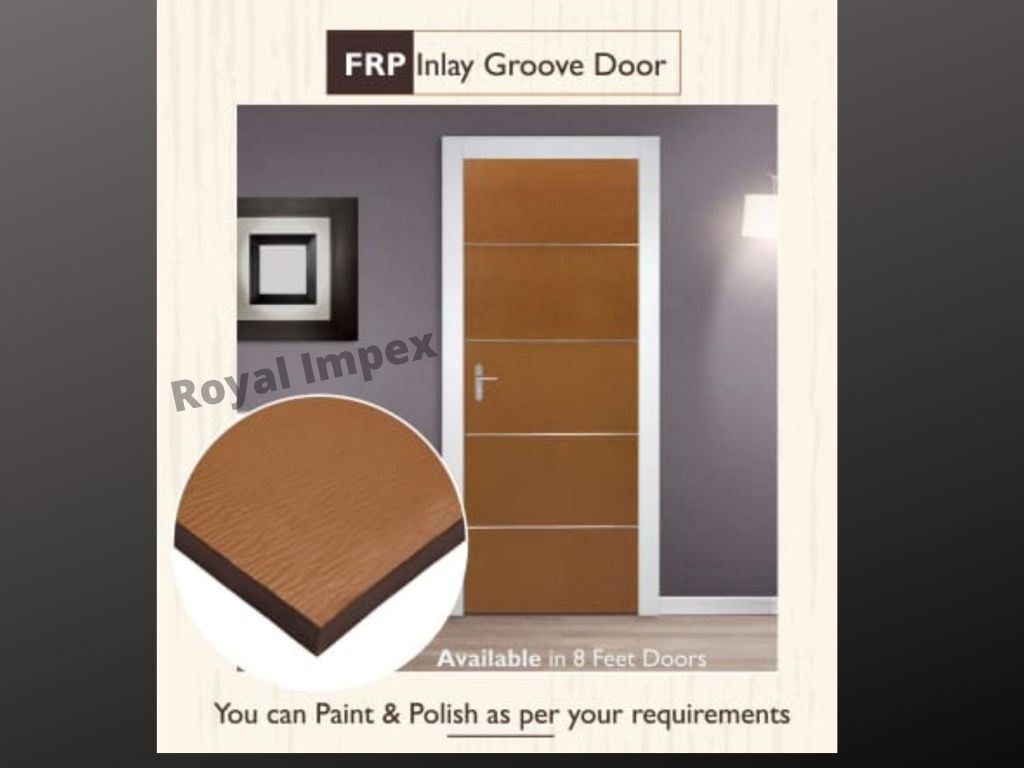 FRP Inlay Groove Door
Royal Impex
Available in 8 Feet Doors
You can Paint & Polish as per your requirements